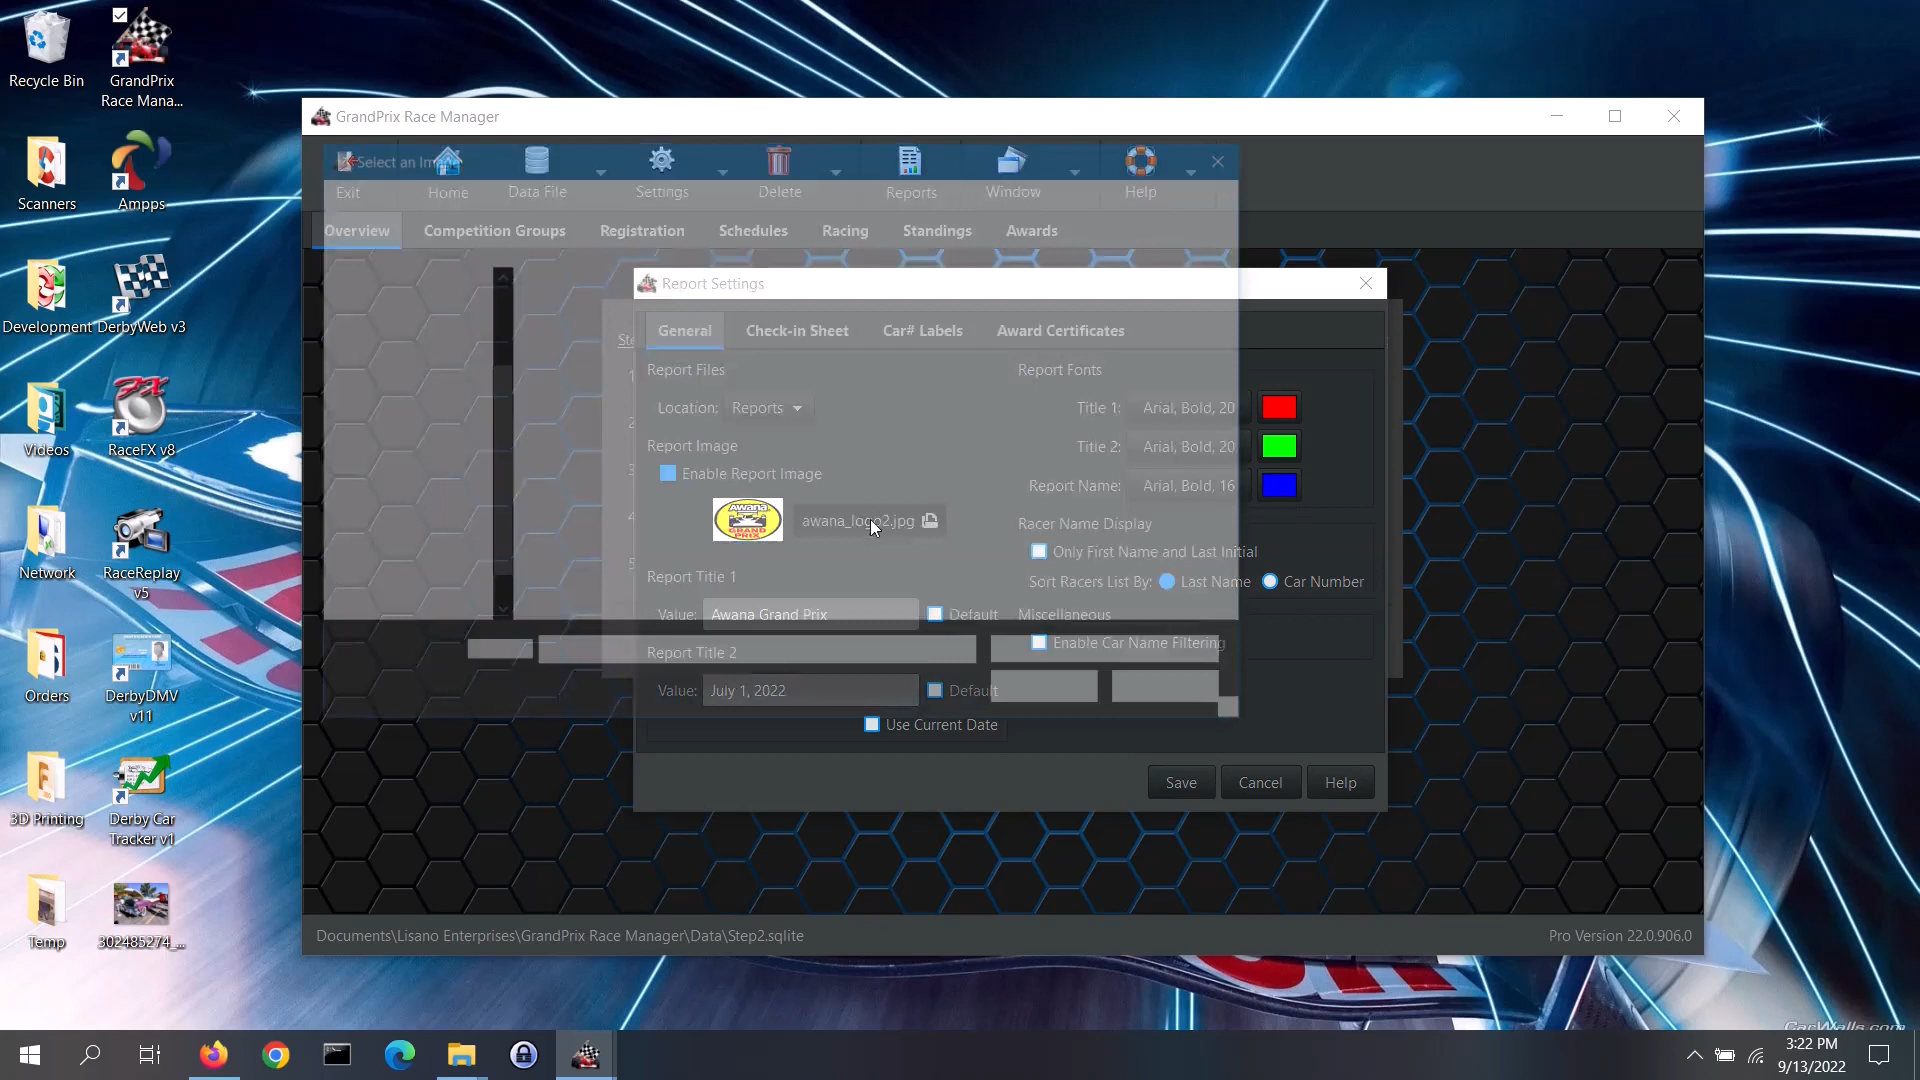 Recycle Bin
GrandPrix
Race Mana...
Scanners
Ampps
Development
DerbyWeb v3
Videos
RaceFX v8
Network
RaceReplay
v5
Orders
DerbyDMV
v11
3D Printing
Derby Car
Tracker v1
Temp
302485274_...
GrandPrix Race Manager
Select an Im
Exit
Home
Data File
Settings
Delete
Reports
Window
Help
Overview
Competition Groups
Registration
Schedules
Racing
Standings
Awards
Report Settings
General
Check-in Sheet
Car# Labels
Award Certificates
Report Files
Location: Reports
Report Image
Enable Report Image
Awana
GRAND
PRIX
awana_logo2.jpg
Report Title 1
Value: Awana Grand Prix
Default
Report Title 2
Value: July 1, 2022
Default
Use Current Date
Report Fonts
Title 1: Arial, Bold, 20
Title 2: Arial, Bold, 20
Report Name: Arial, Bold, 16
Racer Name Display
Only First Name and Last Initial
Sort Racers List By: Last Name Car Number
Miscellaneous
Enable Car Name Filtering
Save
Cancel
Help
Documents\Lisano Enterprises\GrandPrix Race Manager\Data\Step2.sqlite
Pro Version 22.0.906.0
CarWalls.com
3:22 PM
9/13/2022